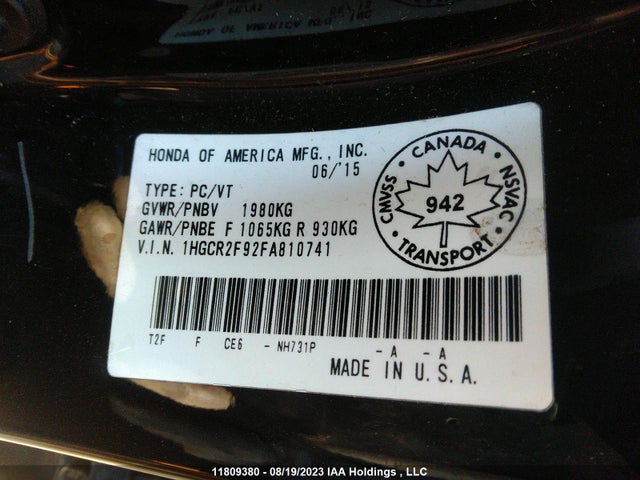 HONDA OF AMERICA MFG., INC.
06/'15
TYPE: PC/VT
GVWR/PNBV 1980KG
GAWR/PNBE F 1065KG R 930KG
V.I.N. 1HGCR2F92FA810741
CANADA
CMVSS
942
NSVAC
TRANSPORT
T2F F CE6 - NH731P - A - A
MADE IN U.S.A.
11809380 - 08/19/2023 IAA Holdings , LLC